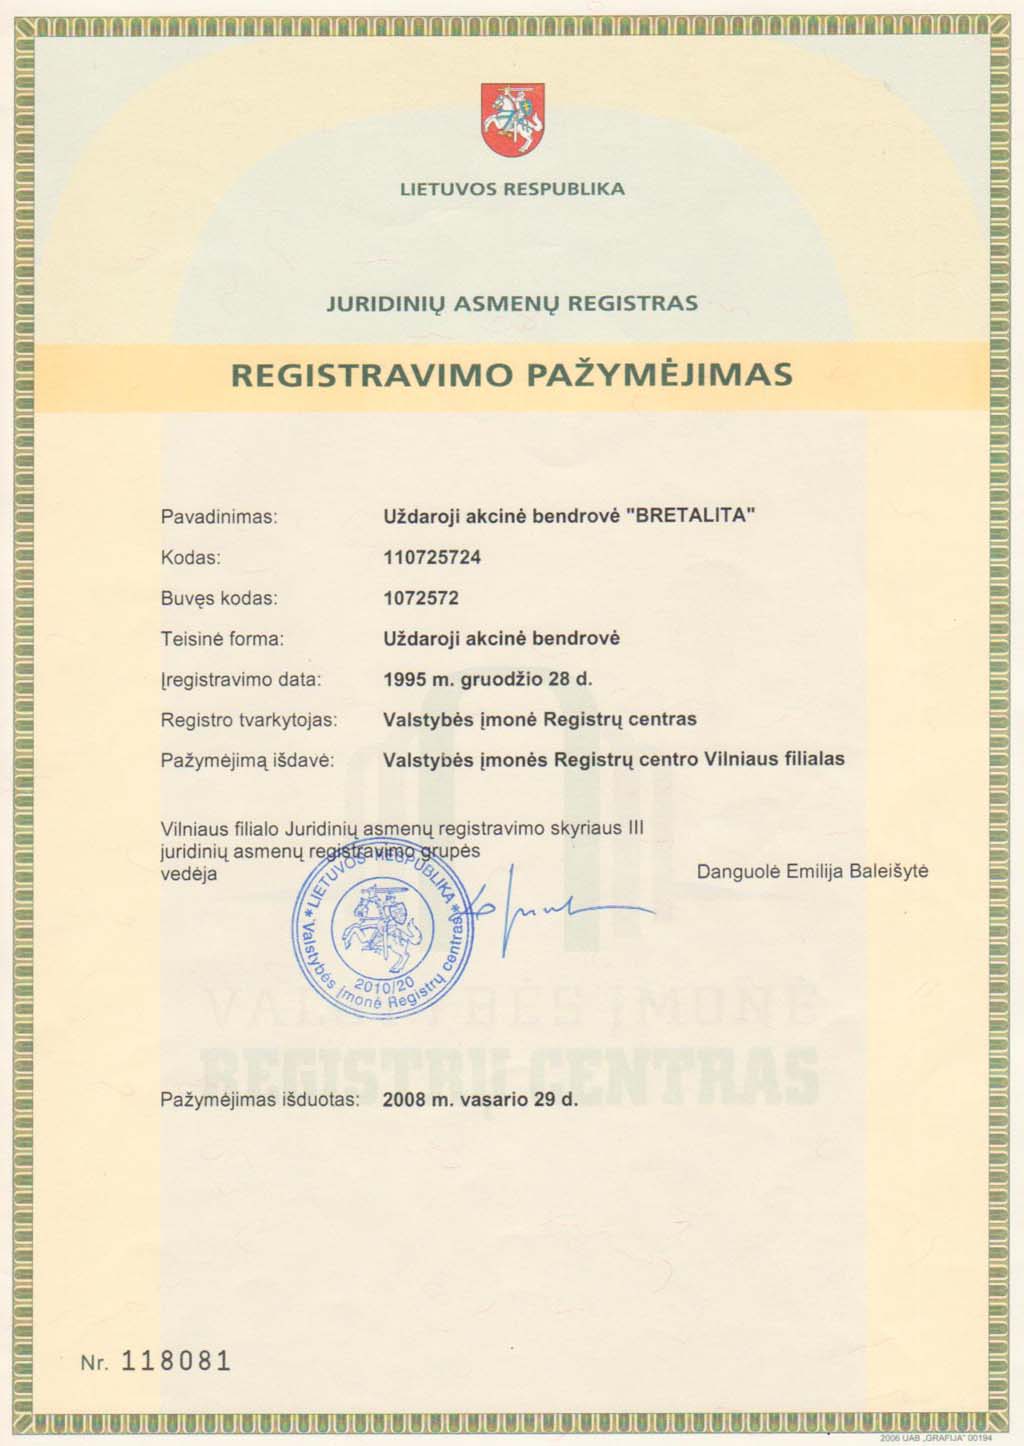 LIETUVOS RESPUBLIKA
JURIDINIŲ ASMENŲ REGISTRAS
REGISTRAVIMO PAŽYMĖJIMAS
Pavadinimas: Uždaroji akcinė bendrovė "BRETALITA"
Kodas: 110725724
Buvęs kodas: 1072572
Teisinė forma: Uždaroji akcinė bendrovė
Įregistravimo data: 1995 m. gruodžio 28 d.
Registro tvarkytojas: Valstybės įmonė Registrų centras
Pažymėjimą išdavė: Valstybės įmonės Registrų centro Vilniaus filialas
Vilniaus filialo Juridinių asmenų registravimo skyriaus III
juridinių asmenų registravimo grupės
vedėja Danguolė Emilija Baleišytė
* LIETUVOS RESPUBLIKA *
Valstybės įmonė Registrų centras
2010/20
VALSTYBĖS ĮMONĖ
REGISTRŲ CENTRAS
Pažymėjimas išduotas: 2008 m. vasario 29 d.
Nr. 118081
2006 UAB „GRAFIJA" 00194